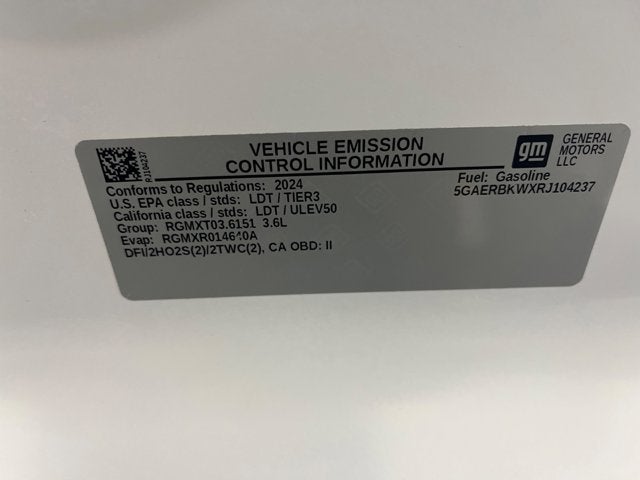 RJ104237
VEHICLE EMISSION
CONTROL INFORMATION
gm
GENERAL
MOTORS
LLC
Conforms to Regulations: 2024
U.S. EPA class / stds: LDT / TIER3
California class / stds: LDT / ULEV50
Group: RGMXT03.6151 3.6L
Evap: RGMXR0146
DFI/2HO2S(2)/2TWC(2), CA OBD: II
Fuel: Gasoline
5GAERBKWXRJ104237